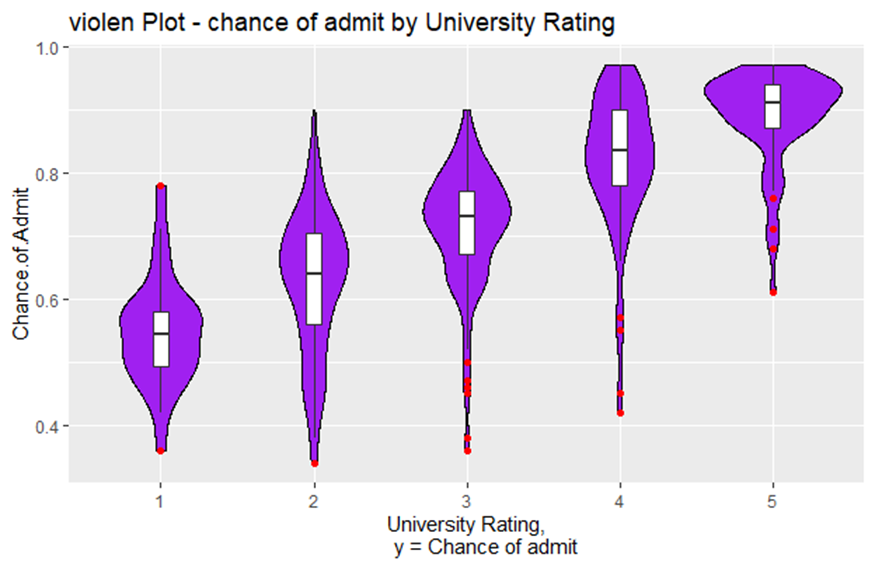 violen Plot - chance of admit by University Rating
1.0
0.8
0.6
0.4
Chance.of.Admit
1 2 3 4 5
University Rating,
y = Chance of admit